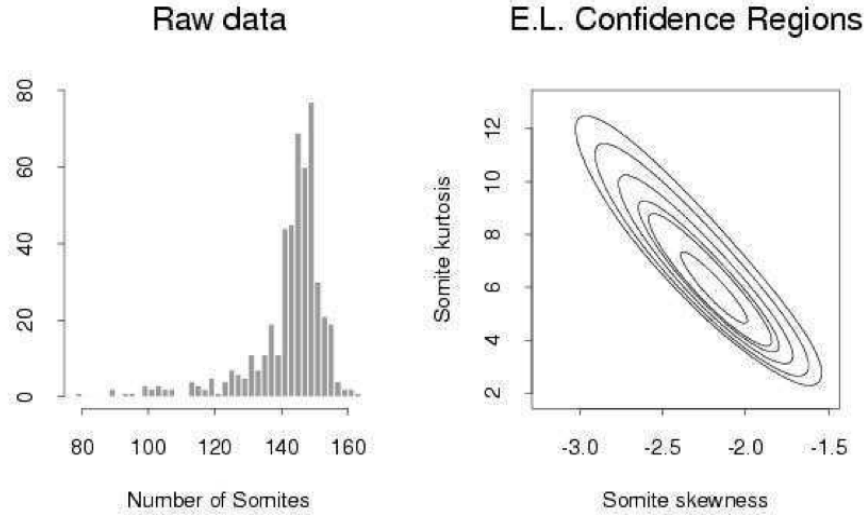 Raw data
80
60
40
20
0
80 100 120 140 160
Number of Somites
E.L. Confidence Regions
Somite kurtosis
12
10
8
6
4
2
-3.0 -2.5 -2.0 -1.5
Somite skewness